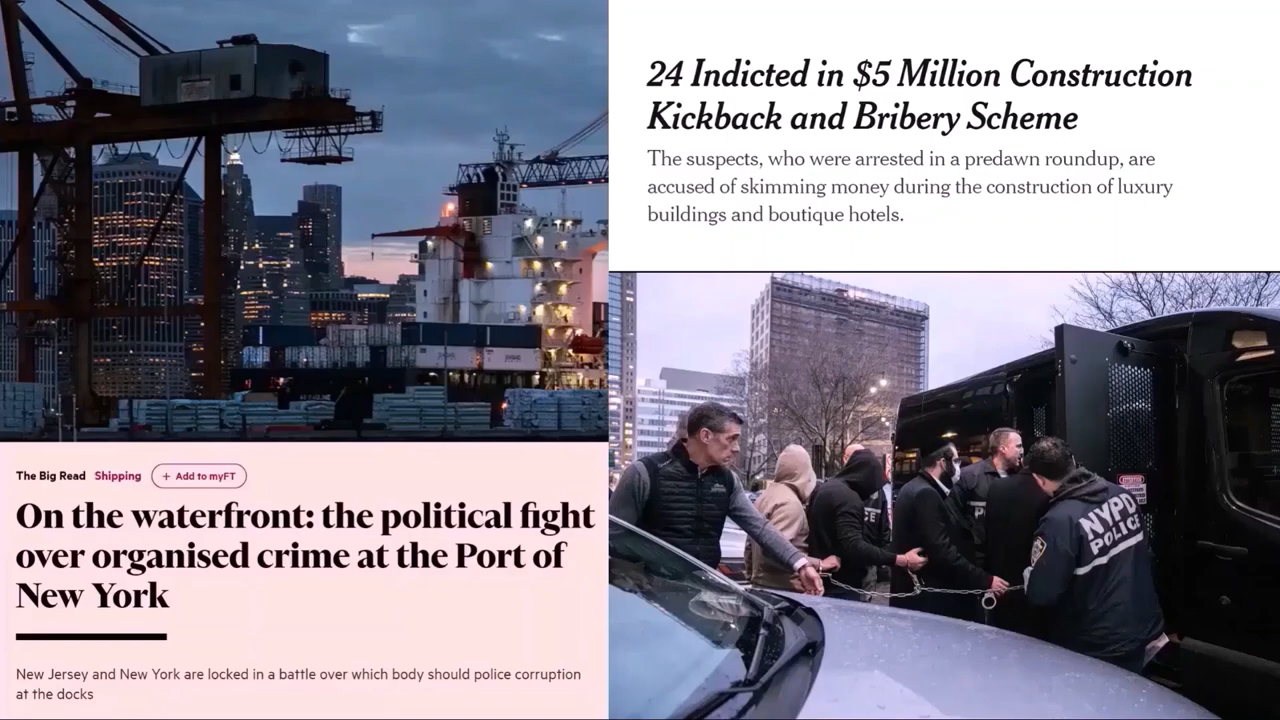 24 Indicted in $5 Million Construction
Kickback and Bribery Scheme
The suspects, who were arrested in a predawn roundup, are
accused of skimming money during the construction of luxury
buildings and boutique hotels.
The Big Read Shipping + Add to myFT
On the waterfront: the political fight
over organised crime at the Port of
New York
New Jersey and New York are locked in a battle over which body should police corruption
at the docks
NYPD
POLICE